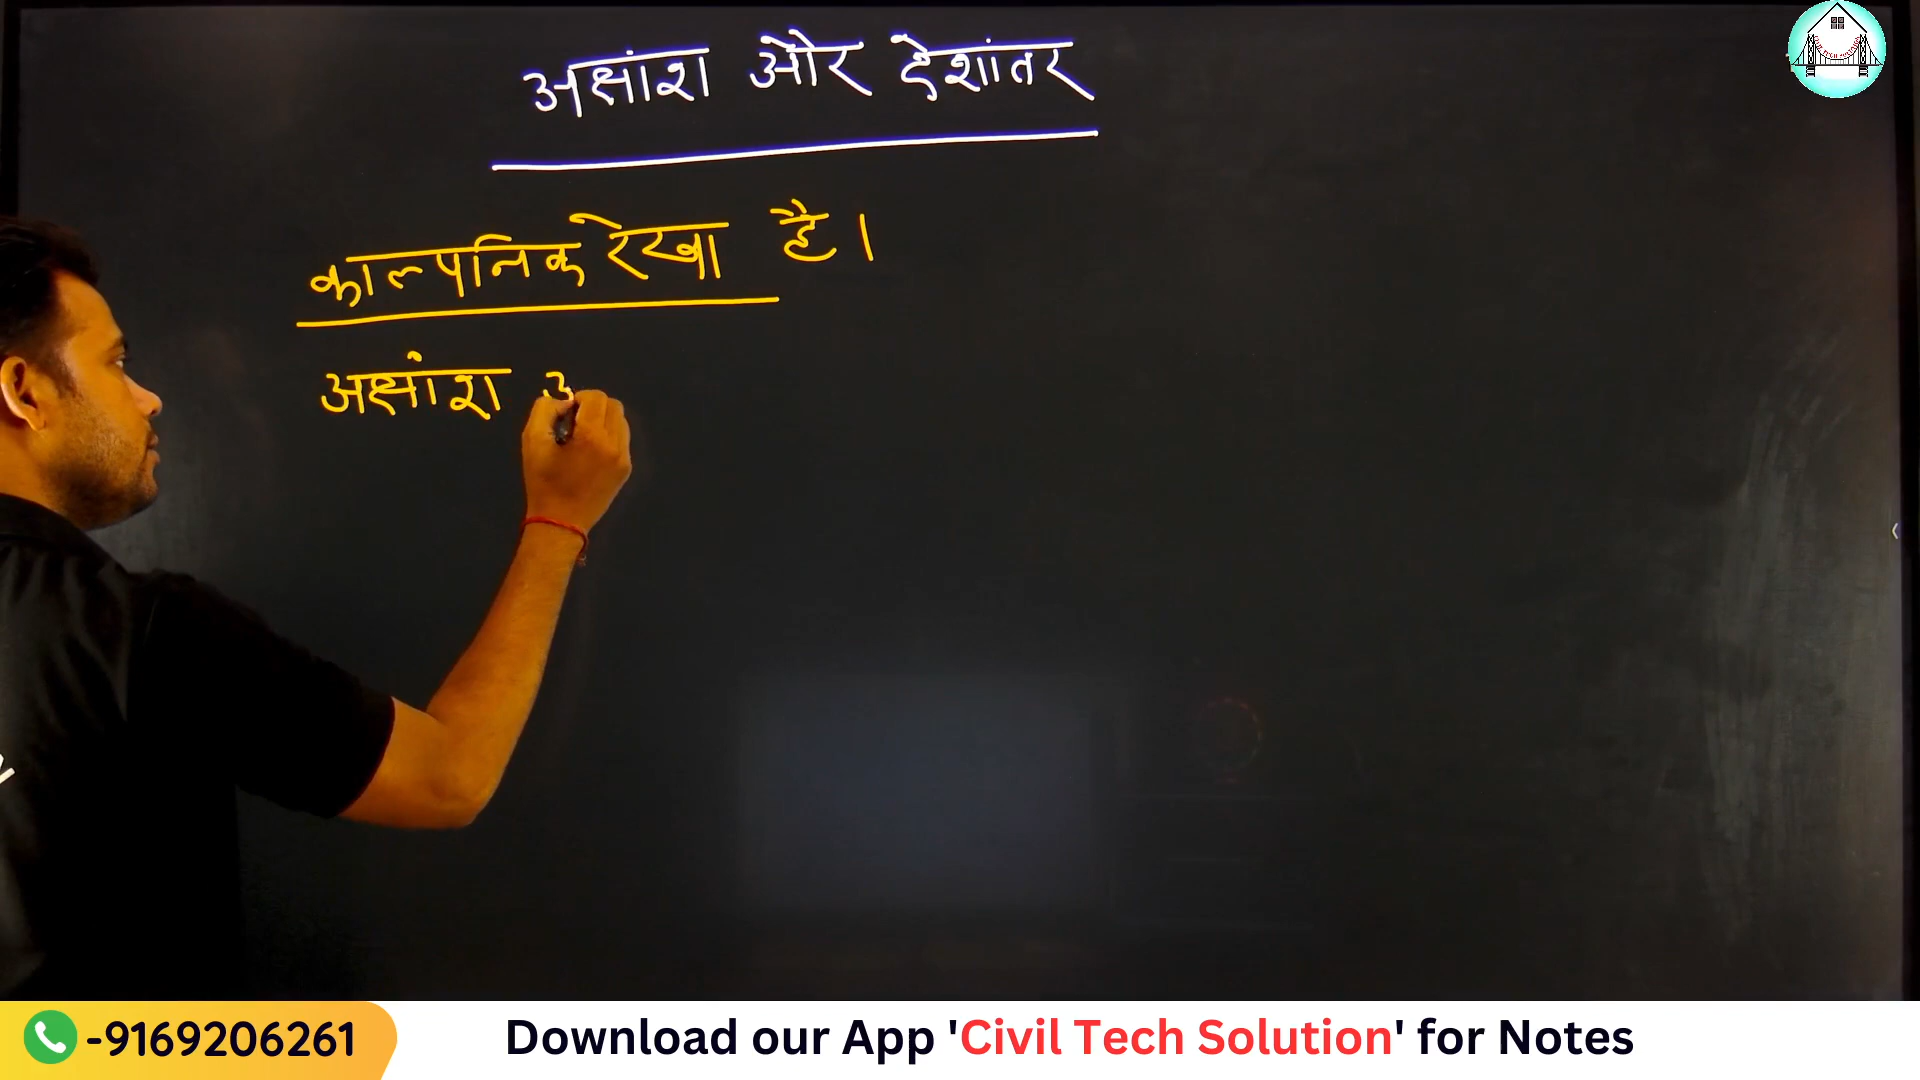 अक्षांश और देशांतर
काल्पनिक रेखा है।
अक्षांश
-9169206261
Download our App 'Civil Tech Solution' for Notes